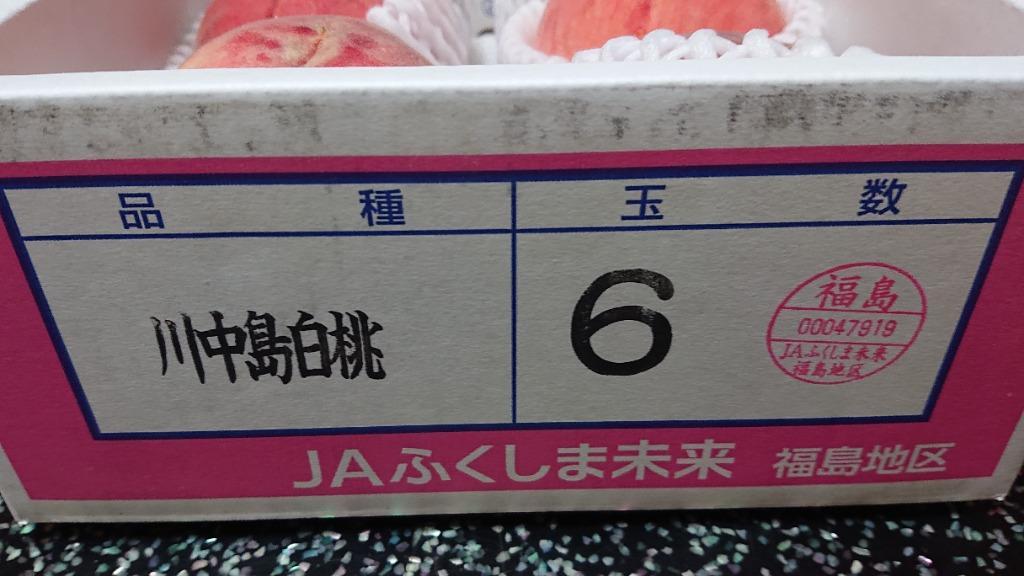 品種 玉数
川中島白桃 6
福島
00047919
JAふくしま未来
福島地区
JAふくしま未来 福島地区